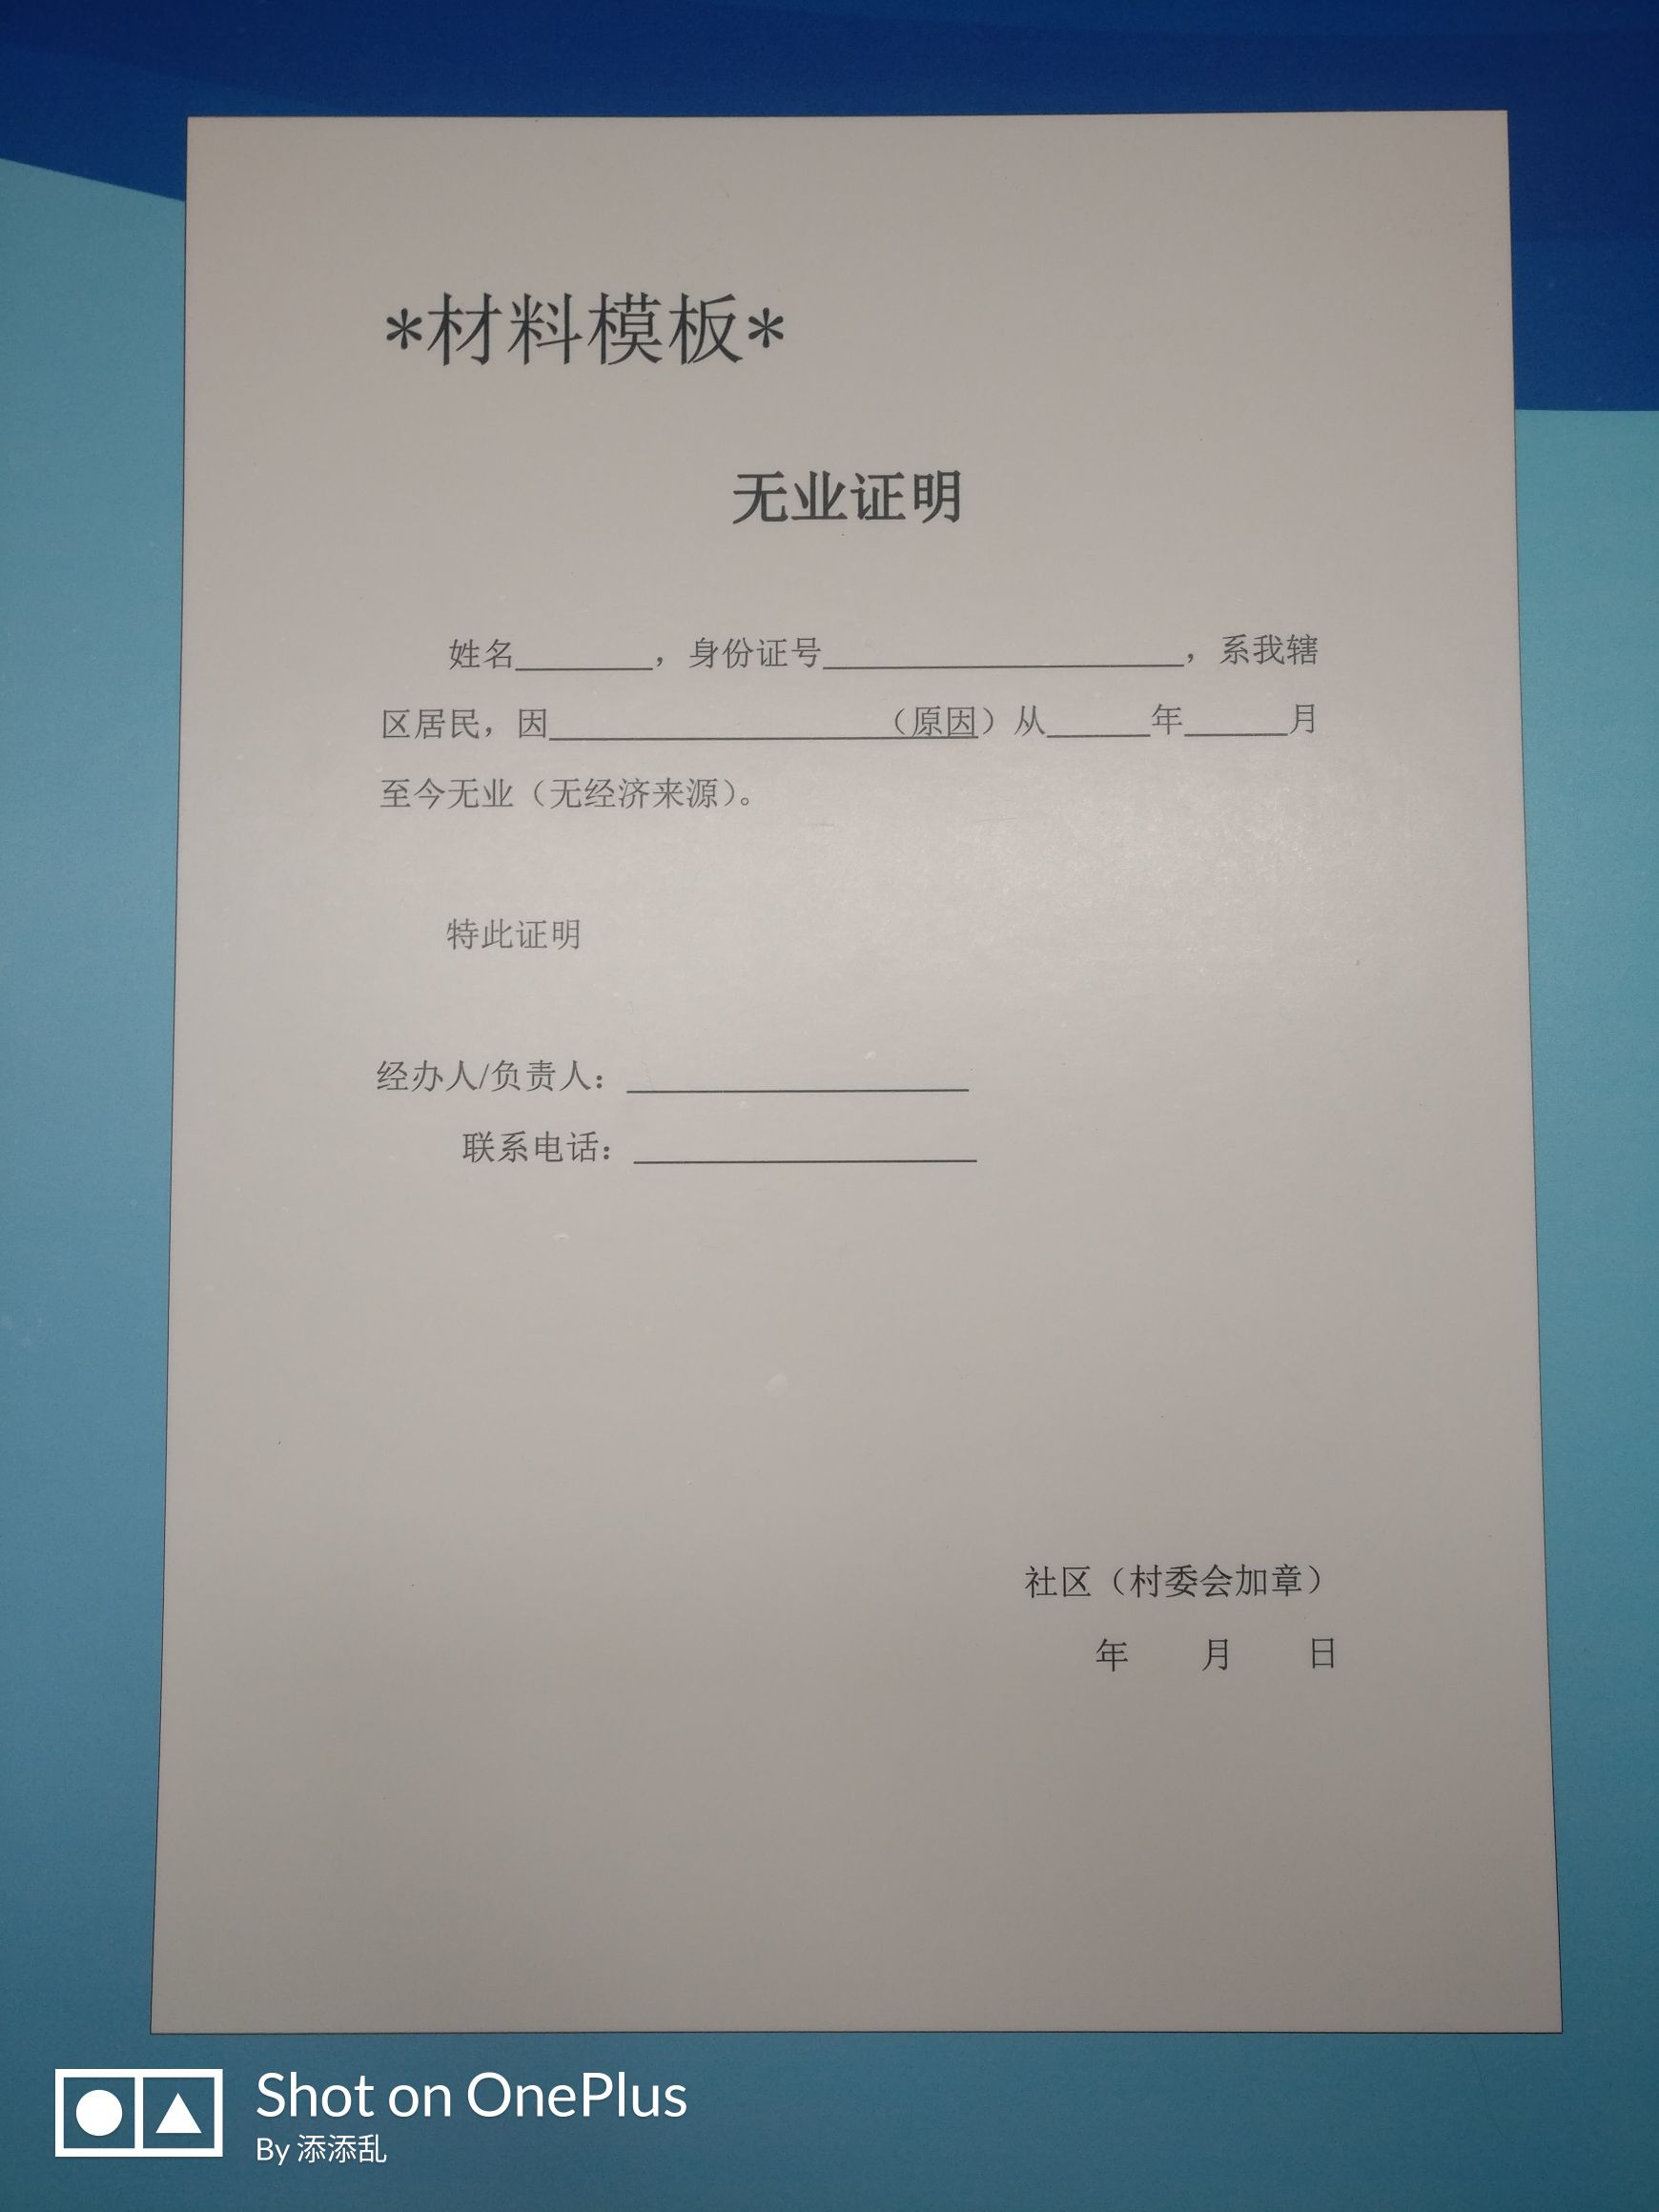 *材料模板*
无业证明
姓名________，身份证号_____________________，系我辖
区居民，因____________________（原因）从______年______月
至今无业（无经济来源）。
特此证明
经办人/负责人：____________________
联系电话：____________________
社区（村委会加章）
年 月 日
Shot on OnePlus
By 添添乱